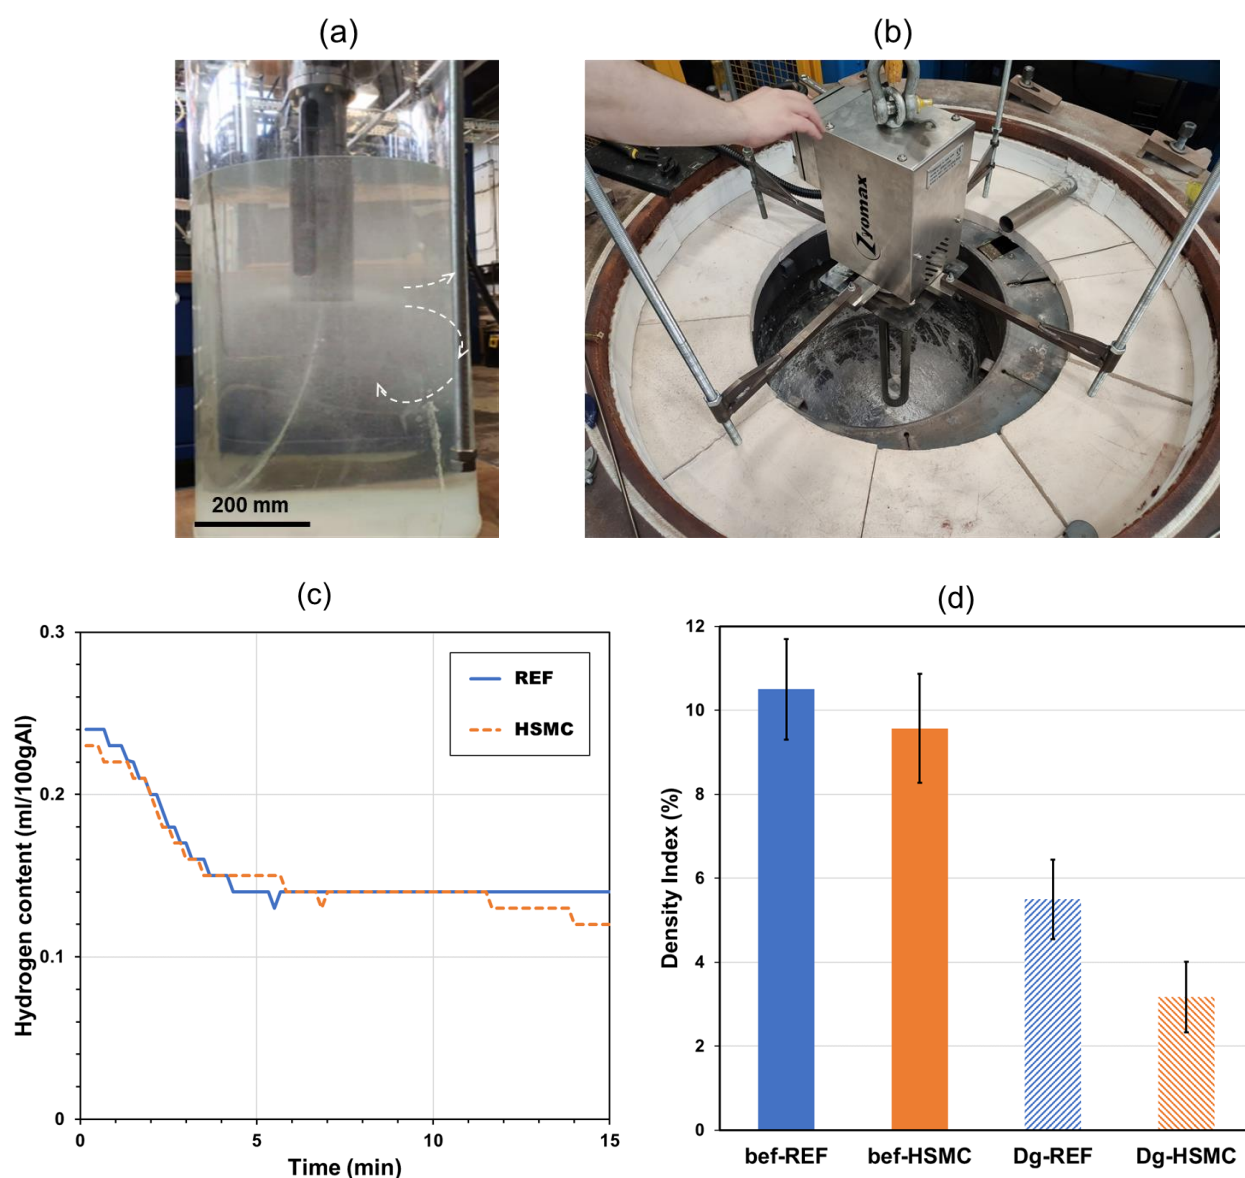 (a)
(b)
200 mm
Zyomax
(c)
0.3
0.2
0.1
0
Hydrogen content (ml/100gAl)
REF
HSMC
0
5
10
15
Time (min)
(d)
12
10
8
6
4
2
0
Density Index (%)
bef-REF
bef-HSMC
Dg-REF
Dg-HSMC